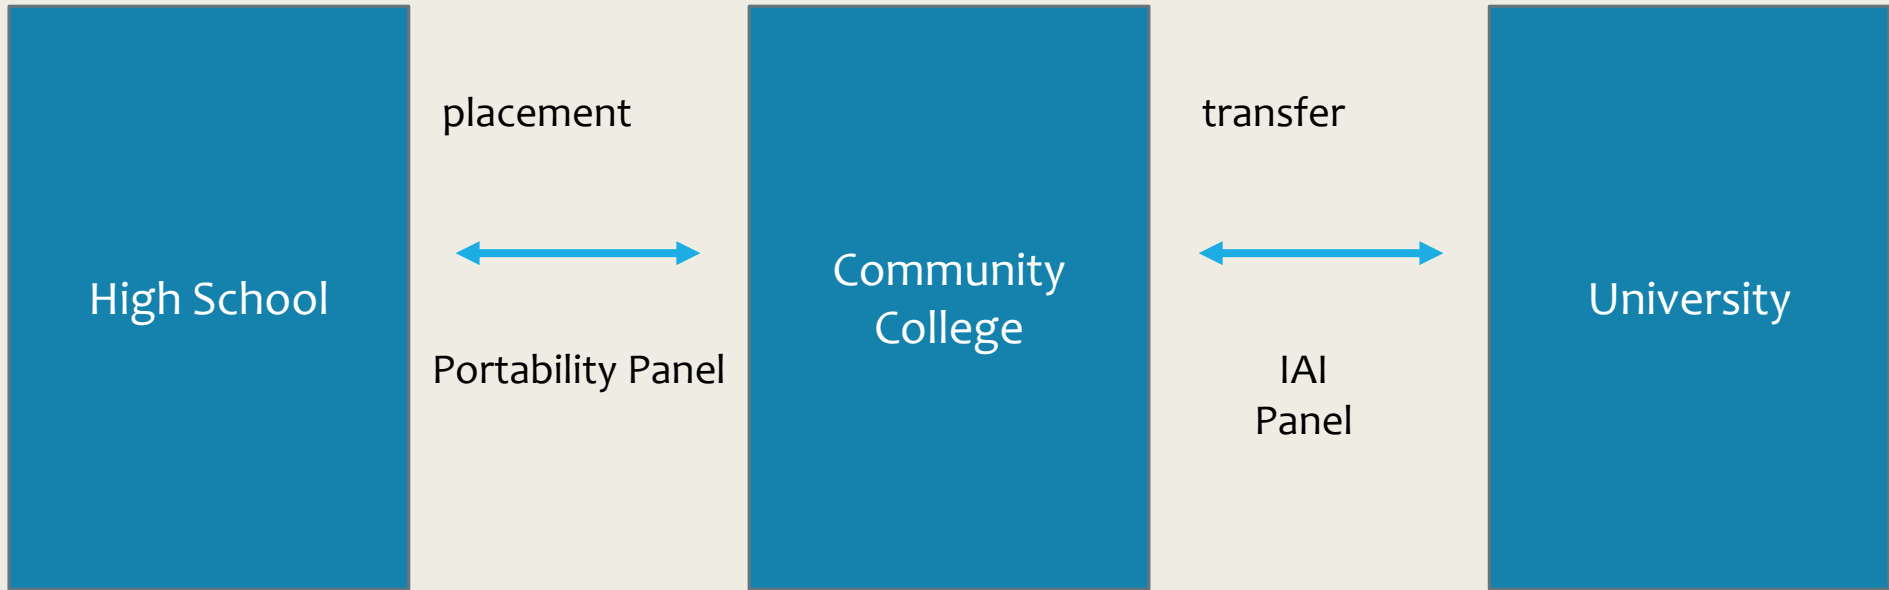 High School
placement
Portability Panel
Community
College
transfer
IAI
Panel
University